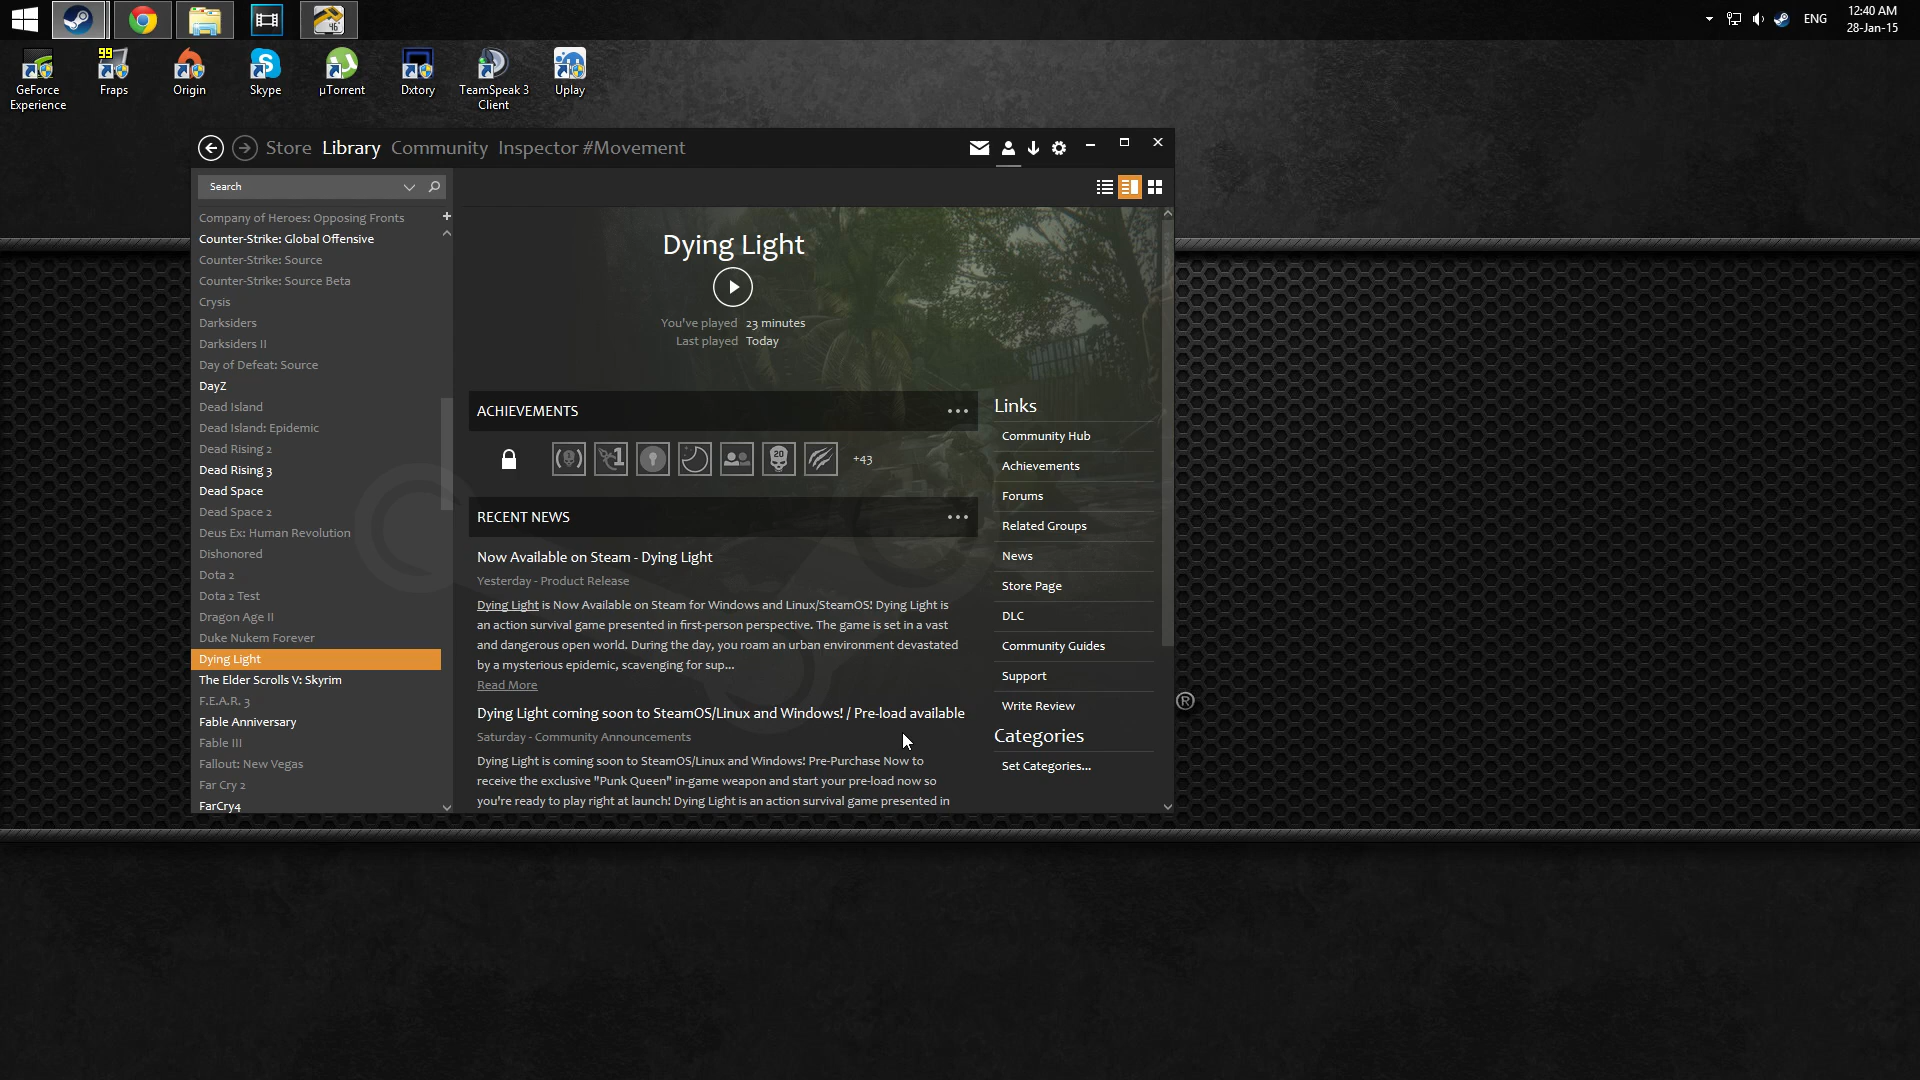 12:40 AM
ENG
28-Jan-15
46°
99
GeForce
Experience
Fraps
Origin
Skype
µTorrent
Dxtory
TeamSpeak 3
Client
Uplay
Store Library Community Inspector #Movement
Search
Company of Heroes: Opposing Fronts
Counter-Strike: Global Offensive
Counter-Strike: Source
Counter-Strike: Source Beta
Crysis
Darksiders
Darksiders II
Day of Defeat: Source
DayZ
Dead Island
Dead Island: Epidemic
Dead Rising 2
Dead Rising 3
Dead Space
Dead Space 2
Deus Ex: Human Revolution
Dishonored
Dota 2
Dota 2 Test
Dragon Age II
Duke Nukem Forever
Dying Light
The Elder Scrolls V: Skyrim
F.E.A.R. 3
Fable Anniversary
Fable III
Fallout: New Vegas
Far Cry 2
FarCry4
Dying Light
You've played 23 minutes
Last played Today
ACHIEVEMENTS
1
20
+43
RECENT NEWS
Now Available on Steam - Dying Light
Yesterday - Product Release
Dying Light is Now Available on Steam for Windows and Linux/SteamOS! Dying Light is
an action survival game presented in first-person perspective. The game is set in a vast
and dangerous open world. During the day, you roam an urban environment devastated
by a mysterious epidemic, scavenging for sup...
Read More
Dying Light coming soon to SteamOS/Linux and Windows! / Pre-load available
Saturday - Community Announcements
Dying Light is coming soon to SteamOS/Linux and Windows! Pre-Purchase Now to
receive the exclusive "Punk Queen" in-game weapon and start your pre-load now so
you're ready to play right at launch! Dying Light is an action survival game presented in
Links
Community Hub
Achievements
Forums
Related Groups
News
Store Page
DLC
Community Guides
Support
Write Review
Categories
Set Categories...
®